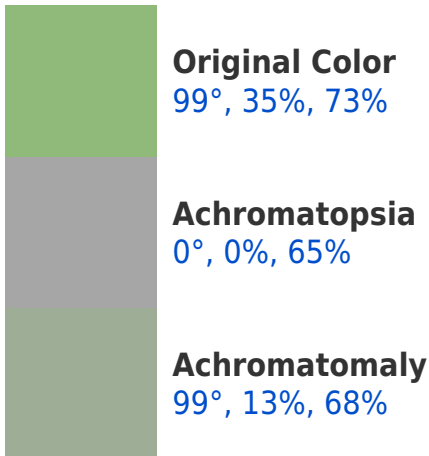 Original Color
99°, 35%, 73%
Achromatopsia
0°, 0%, 65%
Achromatomaly
99°, 13%, 68%